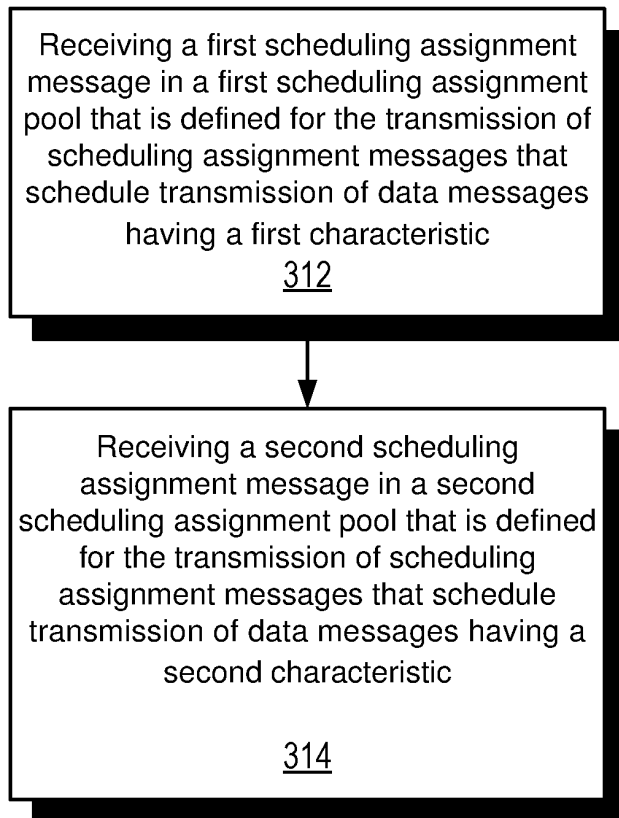 Receiving a first scheduling assignment
message in a first scheduling assignment
pool that is defined for the transmission of
scheduling assignment messages that
schedule transmission of data messages
having a first characteristic
312
Receiving a second scheduling
assignment message in a second
scheduling assignment pool that is defined
for the transmission of scheduling
assignment messages that schedule
transmission of data messages having a
second characteristic
314